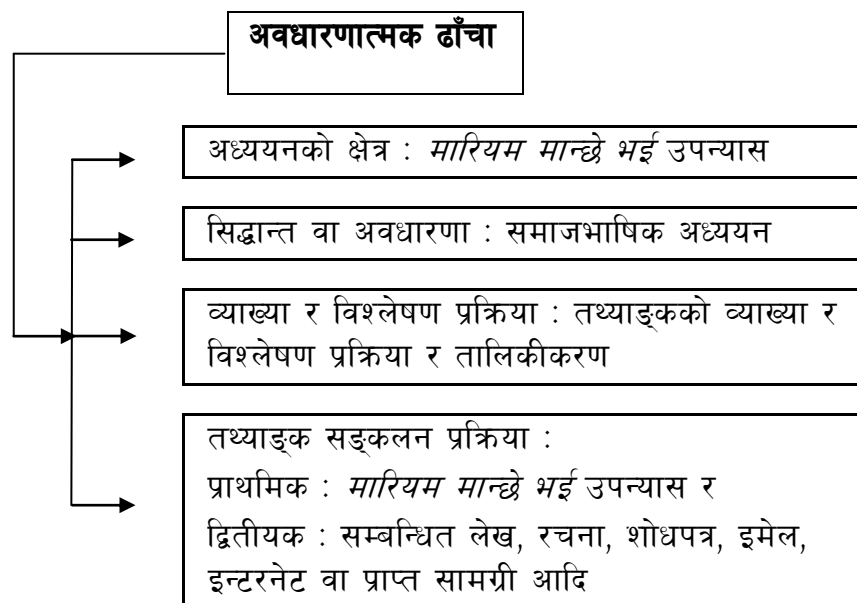 अवधारणात्मक ढाँचा
अध्ययनको क्षेत्र : मारियम मान्छे भई उपन्यास
सिद्धान्त वा अवधारणा : समाजभाषिक अध्ययन
व्याख्या र विश्लेषण प्रक्रिया : तथ्याङ्कको व्याख्या र
विश्लेषण प्रक्रिया र तालिकीकरण
तथ्याङ्क सङ्कलन प्रक्रिया :
प्राथमिक : मारियम मान्छे भई उपन्यास र
द्वितीयक : सम्बन्धित लेख, रचना, शोधपत्र, इमेल,
इन्टरनेट वा प्राप्त सामग्री आदि